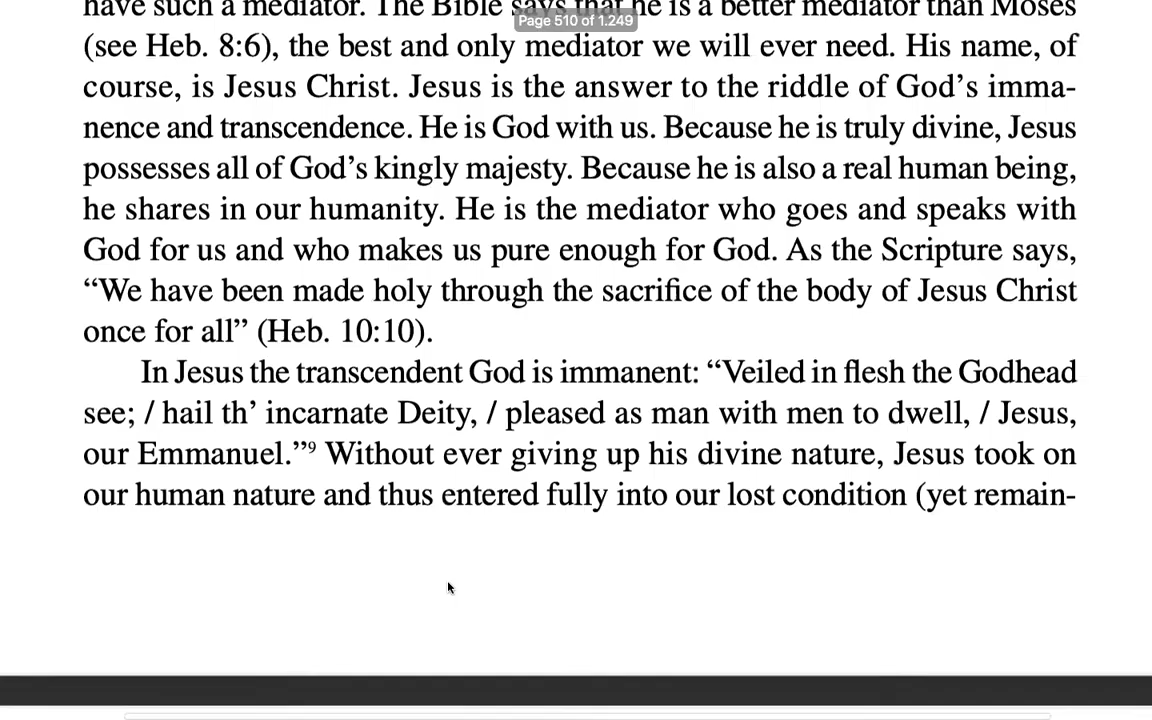 have such a mediator. The Bible says that he is a better mediator than Moses
Page 510 of 1.249
(see Heb. 8:6), the best and only mediator we will ever need. His name, of
course, is Jesus Christ. Jesus is the answer to the riddle of God’s imma-
nence and transcendence. He is God with us. Because he is truly divine, Jesus
possesses all of God’s kingly majesty. Because he is also a real human being,
he shares in our humanity. He is the mediator who goes and speaks with
God for us and who makes us pure enough for God. As the Scripture says,
“We have been made holy through the sacrifice of the body of Jesus Christ
once for all” (Heb. 10:10).
In Jesus the transcendent God is immanent: “Veiled in flesh the Godhead
see; / hail th’ incarnate Deity, / pleased as man with men to dwell, / Jesus,
our Emmanuel.”⁹ Without ever giving up his divine nature, Jesus took on
our human nature and thus entered fully into our lost condition (yet remain-